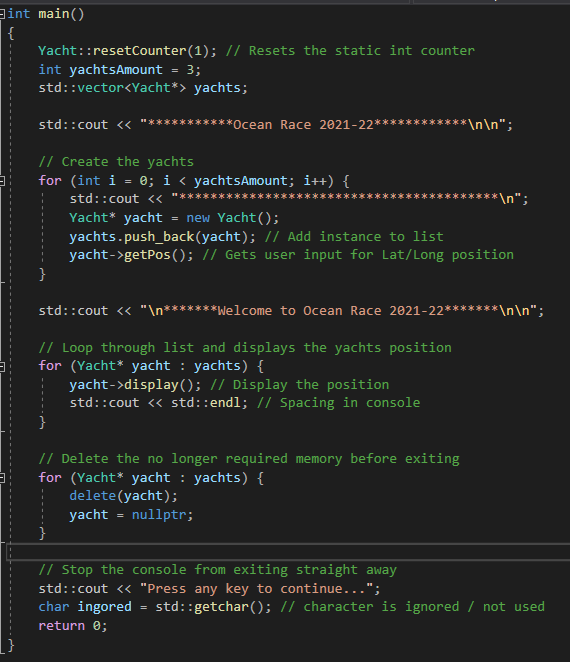 int main()
{
Yacht::resetCounter(1); // Resets the static int counter
int yachtsAmount = 3;
std::vector<Yacht*> yachts;
std::cout << "***********Ocean Race 2021-22************\n\n";
// Create the yachts
for (int i = 0; i < yachtsAmount; i++) {
std::cout << "*****************************************\n";
Yacht* yacht = new Yacht();
yachts.push_back(yacht); // Add instance to list
yacht->getPos(); // Gets user input for Lat/Long position
}
std::cout << "\n*******Welcome to Ocean Race 2021-22*******\n\n";
// Loop through list and displays the yachts position
for (Yacht* yacht : yachts) {
yacht->display(); // Display the position
std::cout << std::endl; // Spacing in console
}
// Delete the no longer required memory before exiting
for (Yacht* yacht : yachts) {
delete(yacht);
yacht = nullptr;
}
// Stop the console from exiting straight away
std::cout << "Press any key to continue...";
char ingored = std::getchar(); // character is ignored / not used
return 0;
}